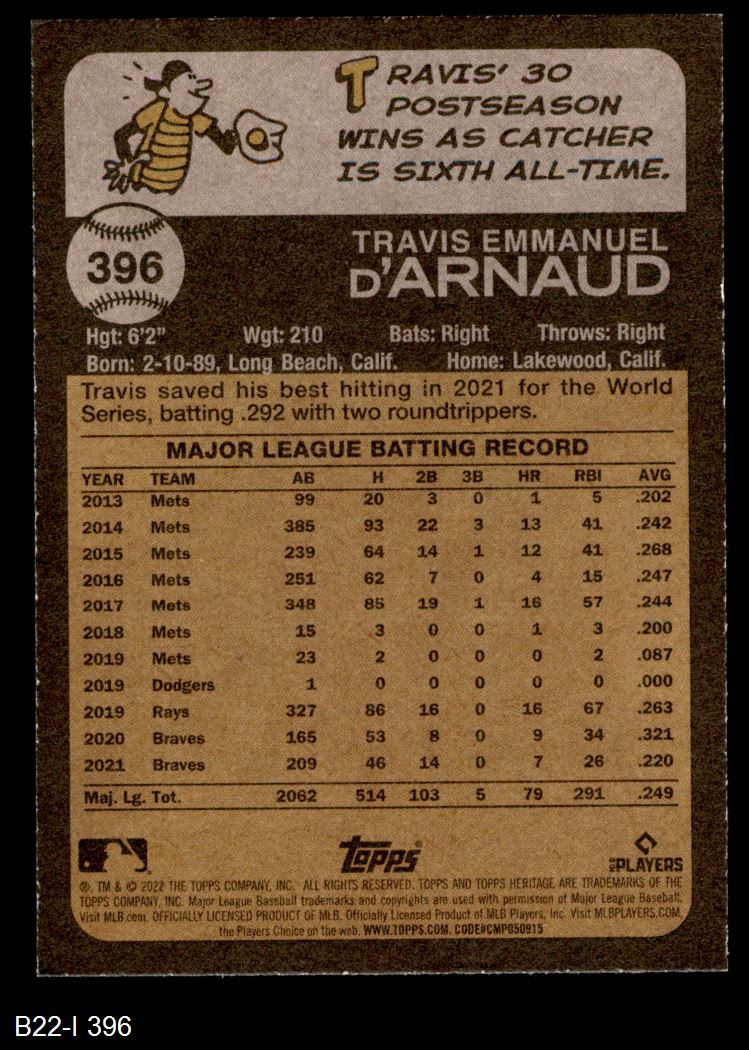 TRAVIS' 30
POSTSEASON
WINS AS CATCHER
IS SIXTH ALL-TIME.
396
TRAVIS EMMANUEL
D'ARNAUD
Hgt: 6'2" Wgt: 210 Bats: Right Throws: Right
Born: 2-10-89, Long Beach, Calif. Home: Lakewood, Calif.
Travis saved his best hitting in 2021 for the World
Series, batting .292 with two roundtrippers.
MAJOR LEAGUE BATTING RECORD
YEAR TEAM AB H 2B 3B HR RBI AVG
2013 Mets 99 20 3 0 1 5 .202
2014 Mets 385 93 22 3 13 41 .242
2015 Mets 239 64 14 1 12 41 .268
2016 Mets 251 62 7 0 4 15 .247
2017 Mets 348 85 19 1 16 57 .244
2018 Mets 15 3 0 0 1 3 .200
2019 Mets 23 2 0 0 0 2 .087
2019 Dodgers 1 0 0 0 0 0 .000
2019 Rays 327 86 16 0 16 67 .263
2020 Braves 165 53 8 0 9 34 .321
2021 Braves 209 46 14 0 7 26 .220
Maj. Lg. Tot. 2062 514 103 5 79 291 .249
topps
PLAYERS
®, TM & © 2022 THE TOPPS COMPANY, INC. ALL RIGHTS RESERVED. TOPPS AND TOPPS HERITAGE ARE TRADEMARKS OF THE
TOPPS COMPANY, INC. Major League Baseball trademarks and copyrights are used with permission of Major League Baseball.
Visit MLB.com. OFFICIALLY LICENSED PRODUCT OF MLB. Officially Licensed Product of MLB Players, Inc. Visit MLBPLAYERS.COM,
the Players Choice on the web. WWW.TOPPS.COM. CODE#CMP050915
B22-I 396